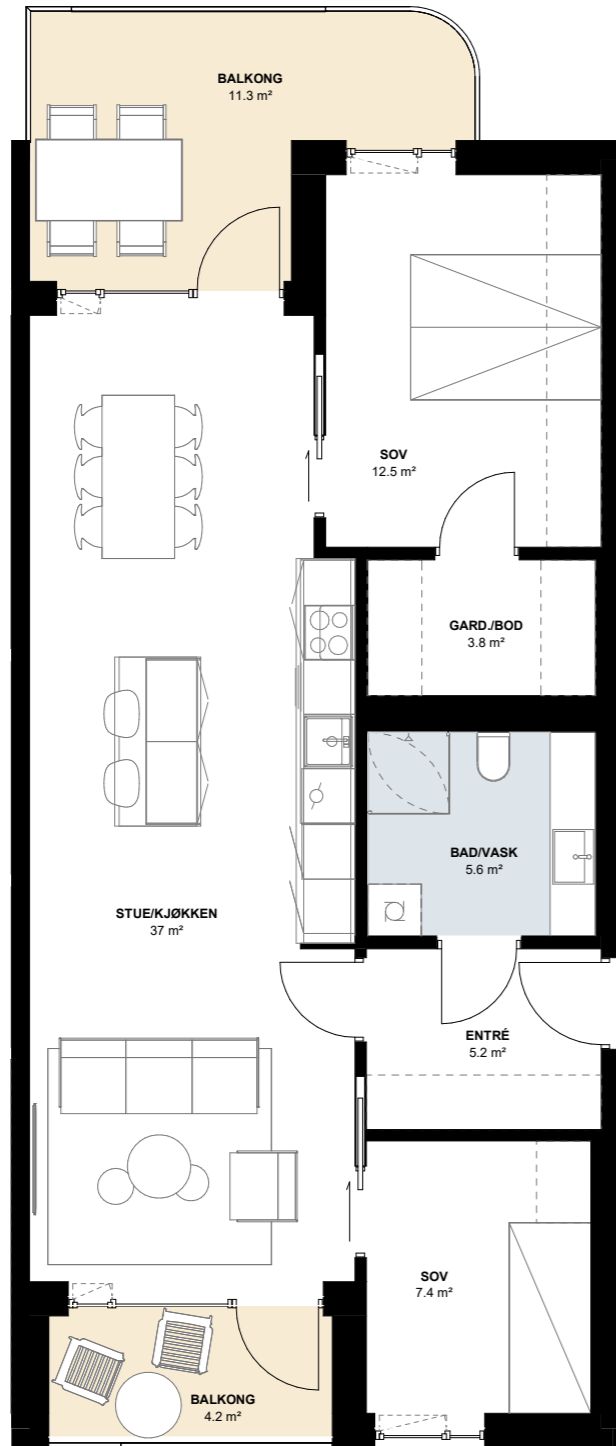 BALKONG
11.3 m²
SOV
12.5 m²
GARD./BOD
3.8 m²
BAD/VASK
5.6 m²
STUE/KJØKKEN
37 m²
ENTRÉ
5.2 m²
SOV
7.4 m²
BALKONG
4.2 m²